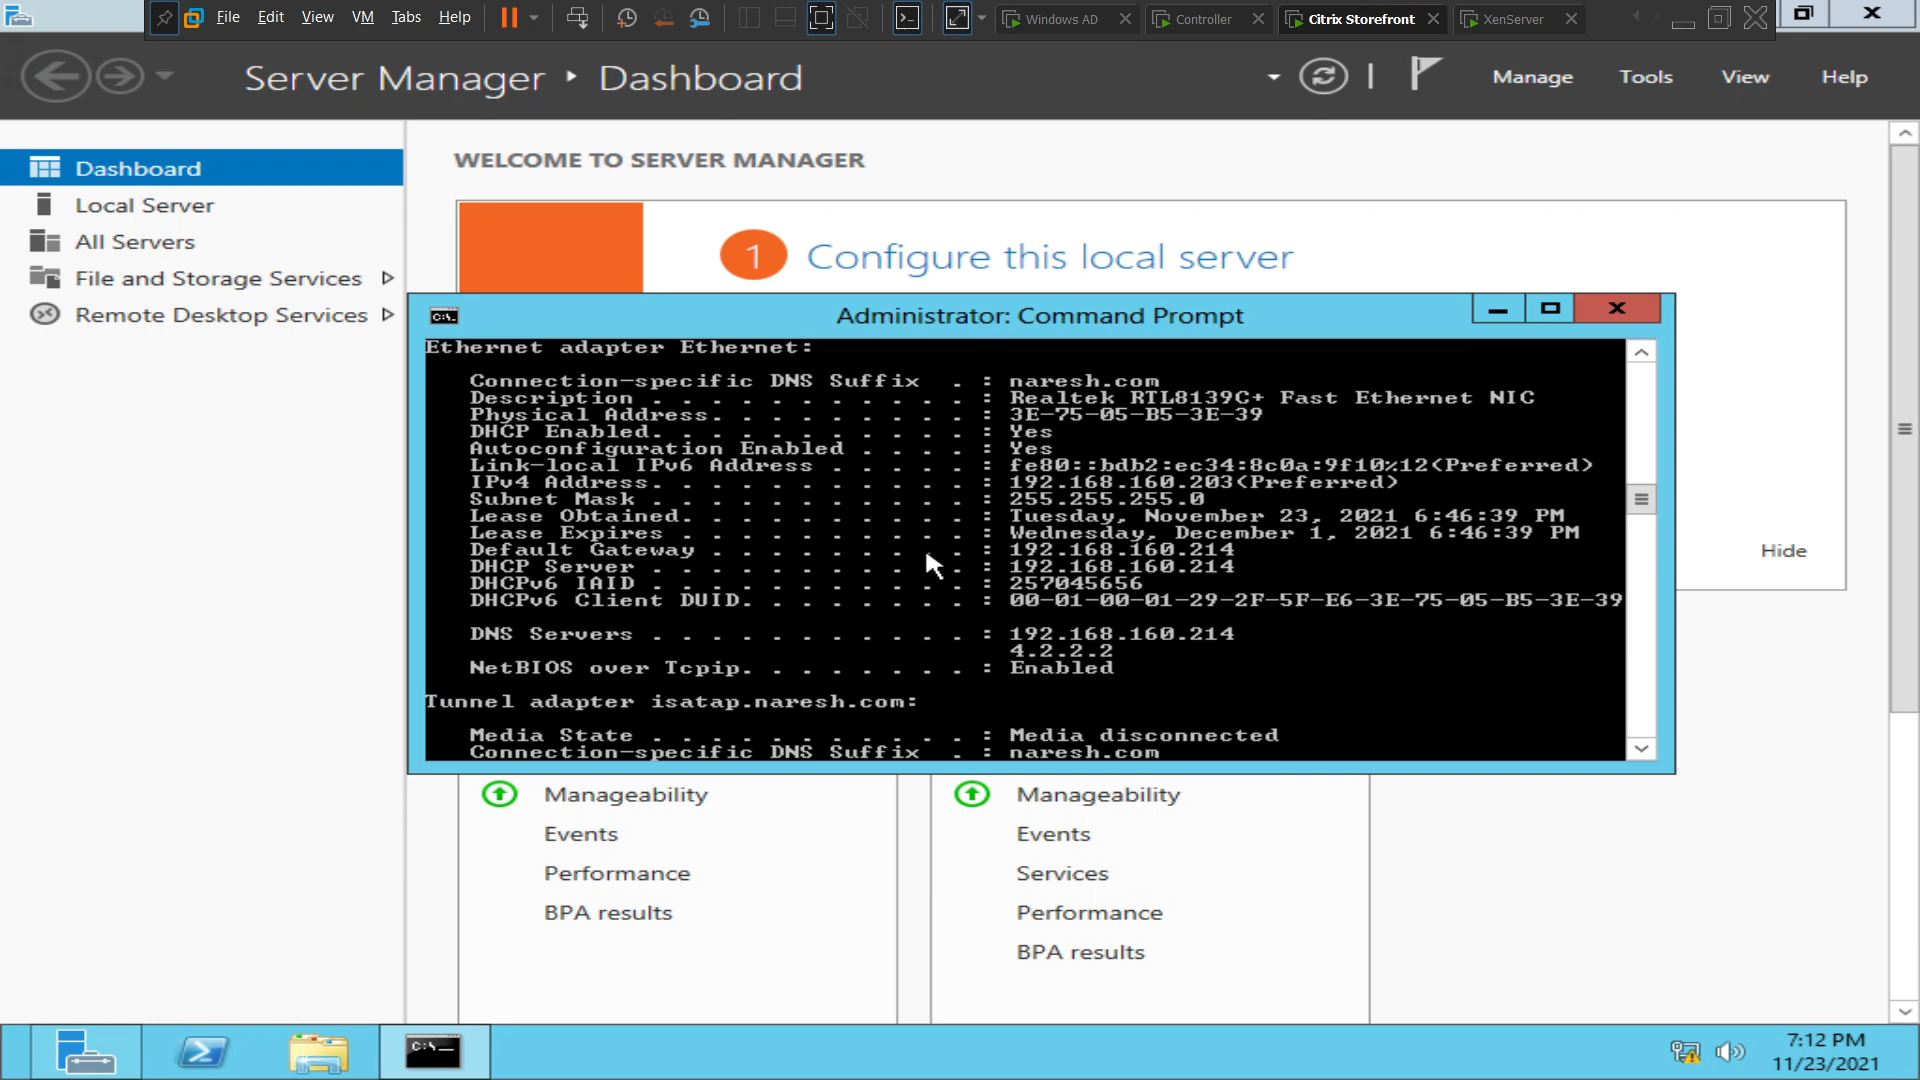 File Edit View VM Tabs Help Windows AD Controller Citrix Storefront XenServer
Server Manager Dashboard Manage Tools View Help
Dashboard
Local Server
All Servers
File and Storage Services
Remote Desktop Services
WELCOME TO SERVER MANAGER
1 Configure this local server
Hide
Administrator: Command Prompt
Ethernet adapter Ethernet:
Connection-specific DNS Suffix . : naresh.com
Description . . . . . . . . . . . : Realtek RTL8139C+ Fast Ethernet NIC
Physical Address. . . . . . . . . : 3E-75-05-B5-3E-39
DHCP Enabled. . . . . . . . . . . : Yes
Autoconfiguration Enabled . . . . : Yes
Link-local IPv6 Address . . . . . : fe80::bdb2:ec34:8c0a:9f10%12(Preferred)
IPv4 Address. . . . . . . . . . . : 192.168.160.203(Preferred)
Subnet Mask . . . . . . . . . . . : 255.255.255.0
Lease Obtained. . . . . . . . . . : Tuesday, November 23, 2021 6:46:39 PM
Lease Expires . . . . . . . . . . : Wednesday, December 1, 2021 6:46:39 PM
Default Gateway . . . . . . . . . : 192.168.160.214
DHCP Server . . . . . . . . . . . : 192.168.160.214
DHCPv6 IAID . . . . . . . . . . . : 257045656
DHCPv6 Client DUID. . . . . . . . : 00-01-00-01-29-2F-5F-E6-3E-75-05-B5-3E-39
DNS Servers . . . . . . . . . . . : 192.168.160.214
4.2.2.2
NetBIOS over Tcpip. . . . . . . . : Enabled
Tunnel adapter isatap.naresh.com:
Media State . . . . . . . . . . . : Media disconnected
Connection-specific DNS Suffix . : naresh.com
Manageability
Events
Performance
BPA results
Manageability
Events
Services
Performance
BPA results
7:12 PM
11/23/2021